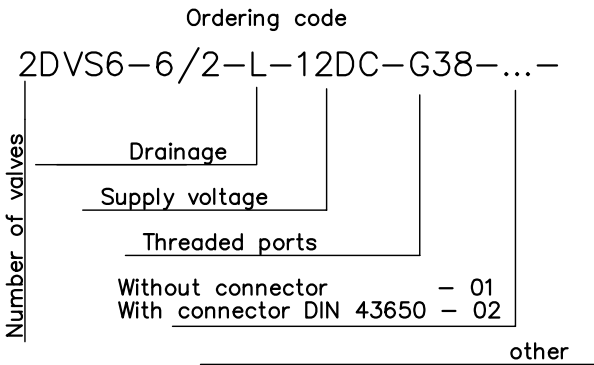 Ordering code
2DVS6-6/2-L-12DC-G38-...-
Number of valves
Drainage
Supply voltage
Threaded ports
Without connector - 01
With connector DIN 43650 - 02
other